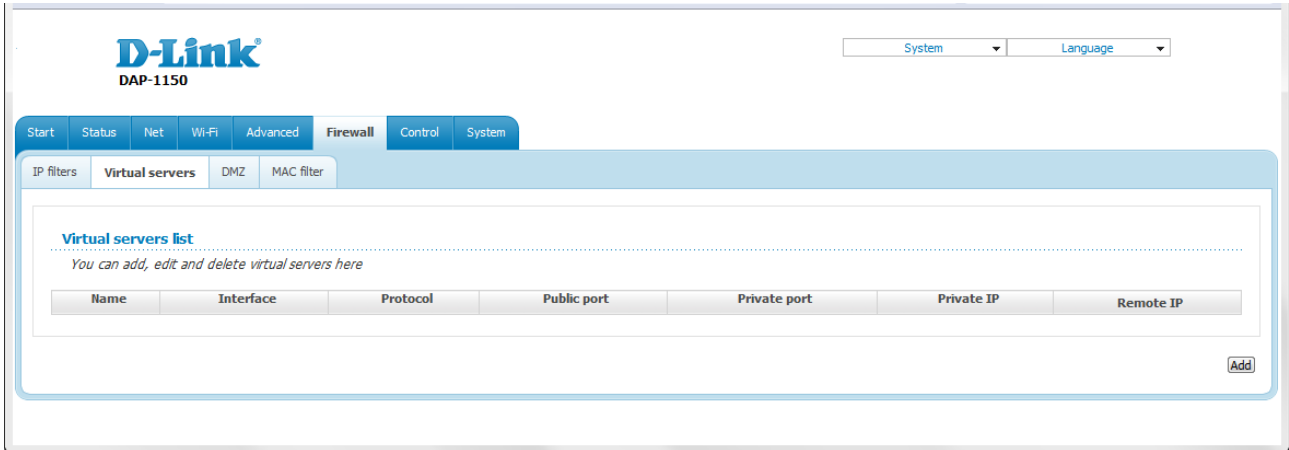 D-Link
DAP-1150
System Language
Start Status Net Wi-Fi Advanced Firewall Control System
IP filters Virtual servers DMZ MAC filter
Virtual servers list
You can add, edit and delete virtual servers here
Name Interface Protocol Public port Private port Private IP Remote IP
Add